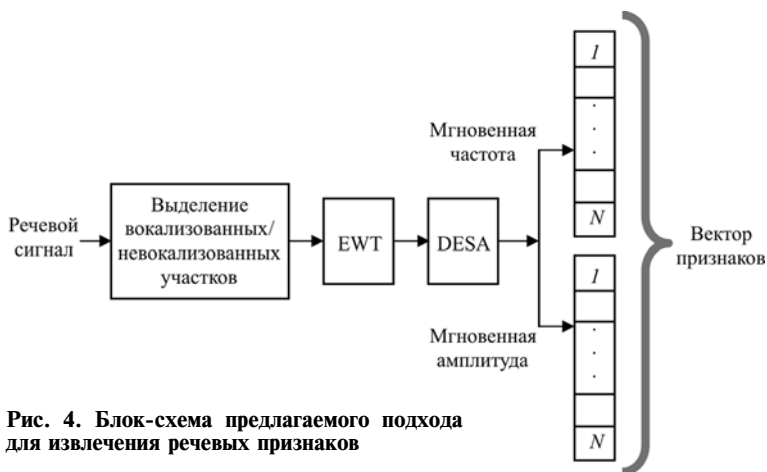 Речевой
сигнал
Выделение
вокализованных/
невокализованных
участков
EWT
DESA
Мгновенная
частота
1
.
.
.
N
Мгновенная
амплитуда
1
.
.
.
N
Вектор
признаков
Рис. 4. Блок-схема предлагаемого подхода
для извлечения речевых признаков